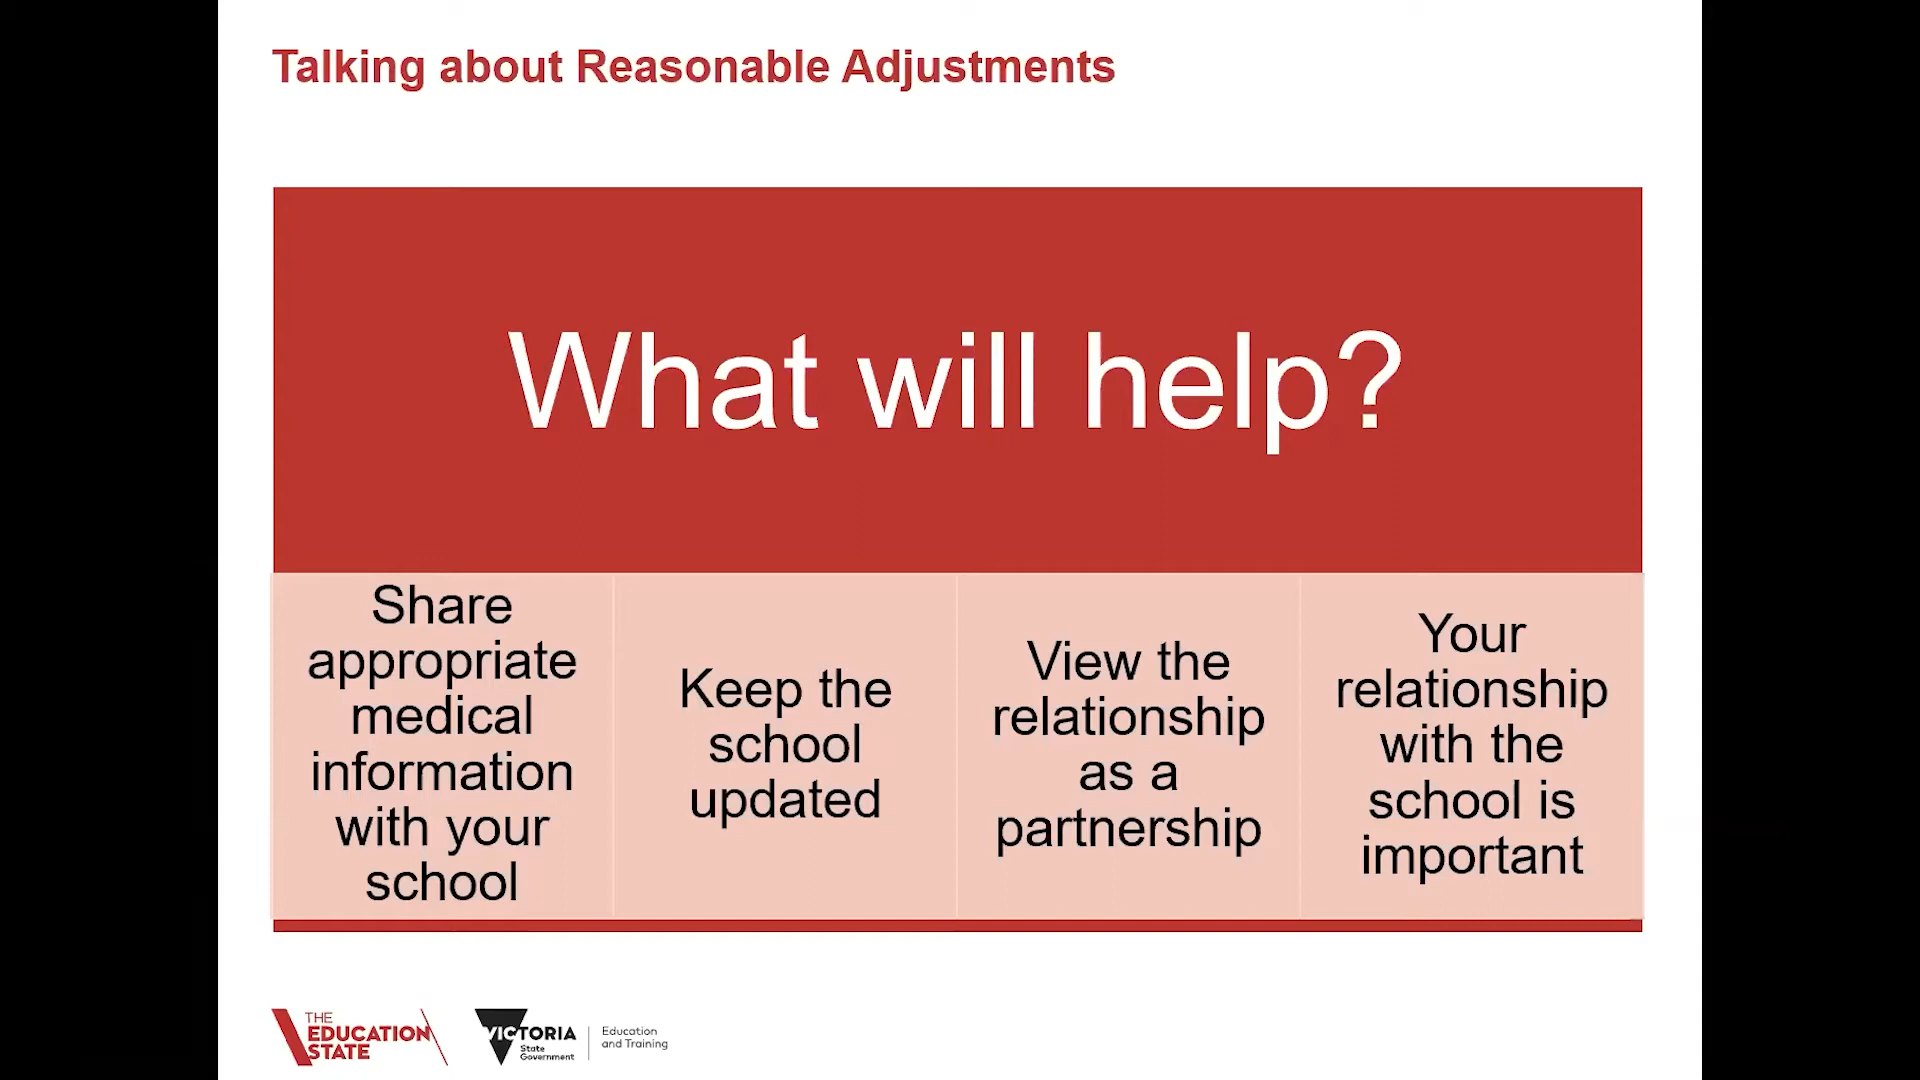 Talking about Reasonable Adjustments
What will help?
Share
appropriate
medical
information
with your
school
Keep the
school
updated
View the
relationship
as a
partnership
Your
relationship
with the
school is
important
THE
EDUCATION
STATE
VICTORIA
State
Government
Education
and Training